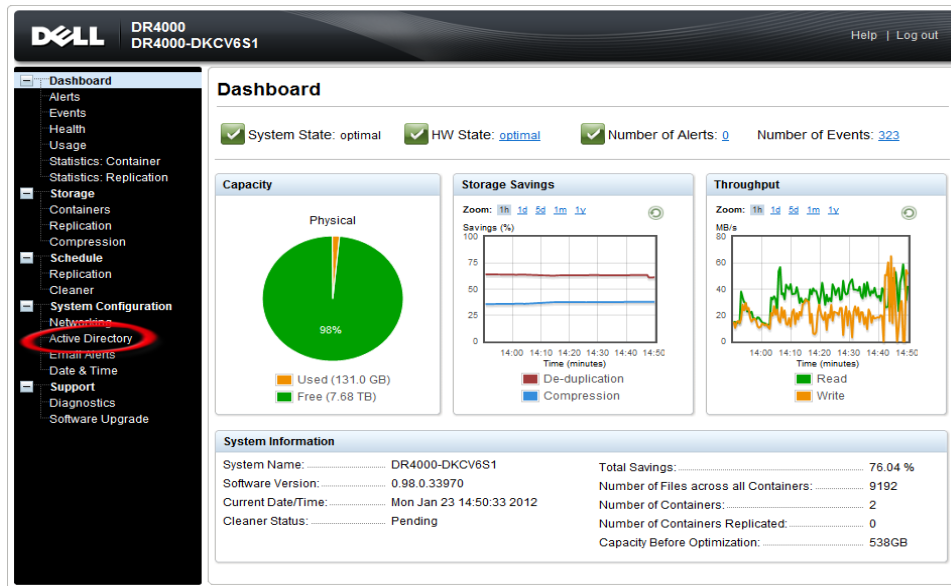 DELL
DR4000
DR4000-DKCV6S1
Help | Log out
Dashboard
Alerts
Events
Health
Usage
Statistics: Container
Statistics: Replication
Storage
Containers
Replication
Compression
Schedule
Replication
Cleaner
System Configuration
Networking
Active Directory
Email Alerts
Date & Time
Support
Diagnostics
Software Upgrade
Dashboard
System State: optimal
HW State: optimal
Number of Alerts: 0
Number of Events: 323
Capacity
Physical
98%
Used (131.0 GB)
Free (7.68 TB)
Storage Savings
Zoom: 1h 1d 5d 1m 1y
Savings (%)
100
75
50
25
0
14:00 14:10 14:20 14:30 14:40 14:50
Time (minutes)
De-duplication
Compression
Throughput
Zoom: 1h 1d 5d 1m 1y
MB/s
80
60
40
20
0
14:00 14:10 14:20 14:30 14:40 14:50
Time (minutes)
Read
Write
System Information
System Name: DR4000-DKCV6S1
Software Version: 0.98.0.33970
Current Date/Time: Mon Jan 23 14:50:33 2012
Cleaner Status: Pending
Total Savings: 76.04 %
Number of Files across all Containers: 9192
Number of Containers: 2
Number of Containers Replicated: 0
Capacity Before Optimization: 538GB